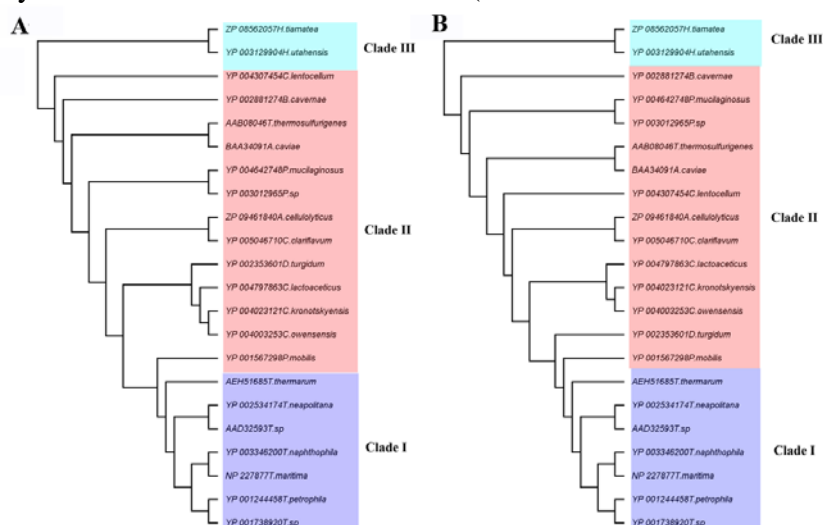 A
ZP 08562057H.tiamatea
YP 003129904H.utahensis
Clade III
YP 004307454C.lentocellum
YP 002881274B.cavernae
AAB08046T.thermosulfurigenes
BAA34091A.caviae
YP 004642748P.mucilaginosus
YP 003012965P.sp
ZP 09461840A.cellulolyticus
YP 005046710C.clariflavum
Clade II
YP 002353601D.turgidum
YP 004797863C.lactoaceticus
YP 004023121C.kronotskyensis
YP 004003253C.owensensis
YP 001567298P.mobilis
AEH51685T.thermarum
YP 002534174T.neapolitana
AAD32593T.sp
Clade I
YP 003346200T.naphthophila
NP 227877T.maritima
YP 001244458T.petrophila
YP 001738920T.sp
B
ZP 08562057H.tiamatea
YP 003129904H.utahensis
Clade III
YP 002881274B.cavernae
YP 004642748P.mucilaginosus
YP 003012965P.sp
AAB08046T.thermosulfurigenes
BAA34091A.caviae
YP 004307454C.lentocellum
ZP 09461840A.cellulolyticus
YP 005046710C.clariflavum
Clade II
YP 004797863C.lactoaceticus
YP 004023121C.kronotskyensis
YP 004003253C.owensensis
YP 002353601D.turgidum
YP 001567298P.mobilis
AEH51685T.thermarum
YP 002534174T.neapolitana
AAD32593T.sp
Clade I
YP 003346200T.naphthophila
NP 227877T.maritima
YP 001244458T.petrophila
YP 001738920T.sp